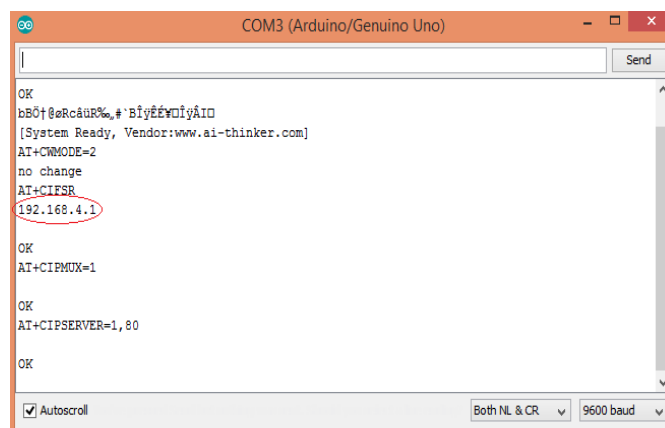 COM3 (Arduino/Genuino Uno)
Send
OK
[System Ready, Vendor:www.ai-thinker.com]
AT+CWMODE=2
no change
AT+CIFSR
192.168.4.1
OK
AT+CIPMUX=1
OK
AT+CIPSERVER=1,80
OK
Autoscroll
Both NL & CR
9600 baud